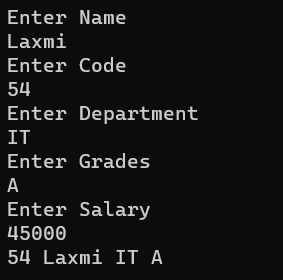 Enter Name
Laxmi
Enter Code
54
Enter Department
IT
Enter Grades
A
Enter Salary
45000
54 Laxmi IT A